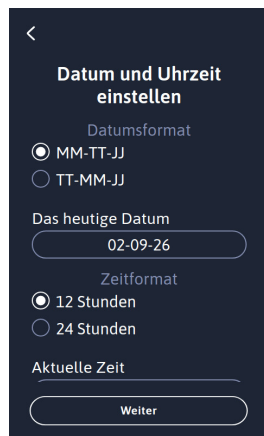 Datum und Uhrzeit
einstellen
Datumsformat
MM-TT-JJ
TT-MM-JJ
Das heutige Datum
02-09-26
Zeitformat
12 Stunden
24 Stunden
Aktuelle Zeit
Weiter